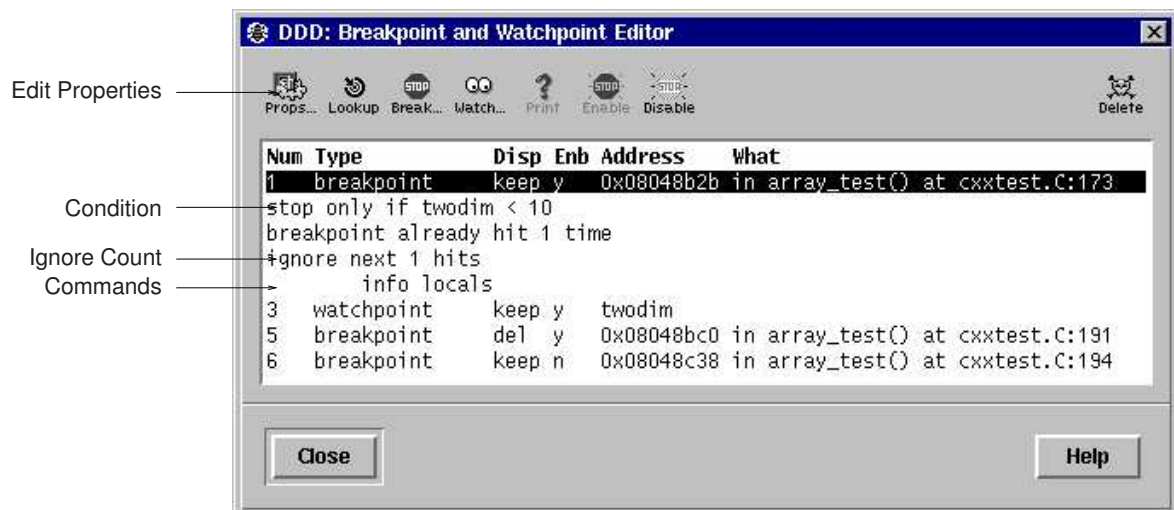 DDD: Breakpoint and Watchpoint Editor
Edit Properties
Props... Lookup Break... Watch... Print Enable Disable Delete
Num Type Disp Enb Address What
1 breakpoint keep y 0x08048b2b in array_test() at cxxtest.C:173
Condition
stop only if twodim < 10
breakpoint already hit 1 time
Ignore Count
ignore next 1 hits
Commands
info locals
3 watchpoint keep y twodim
5 breakpoint del y 0x08048bc0 in array_test() at cxxtest.C:191
6 breakpoint keep n 0x08048c38 in array_test() at cxxtest.C:194
Close
Help